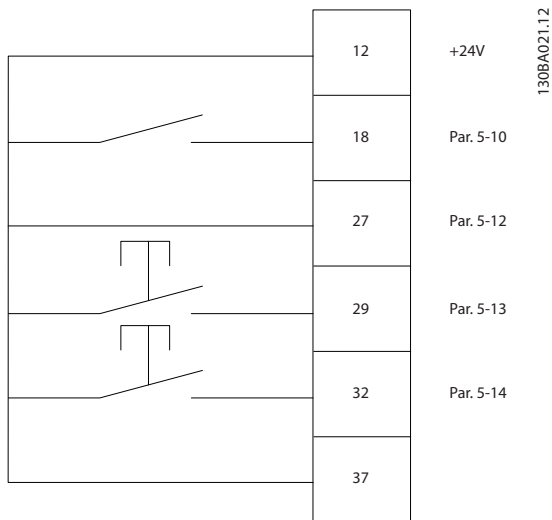 12 +24V
18 Par. 5-10
27 Par. 5-12
29 Par. 5-13
32 Par. 5-14
37
130BA021.12